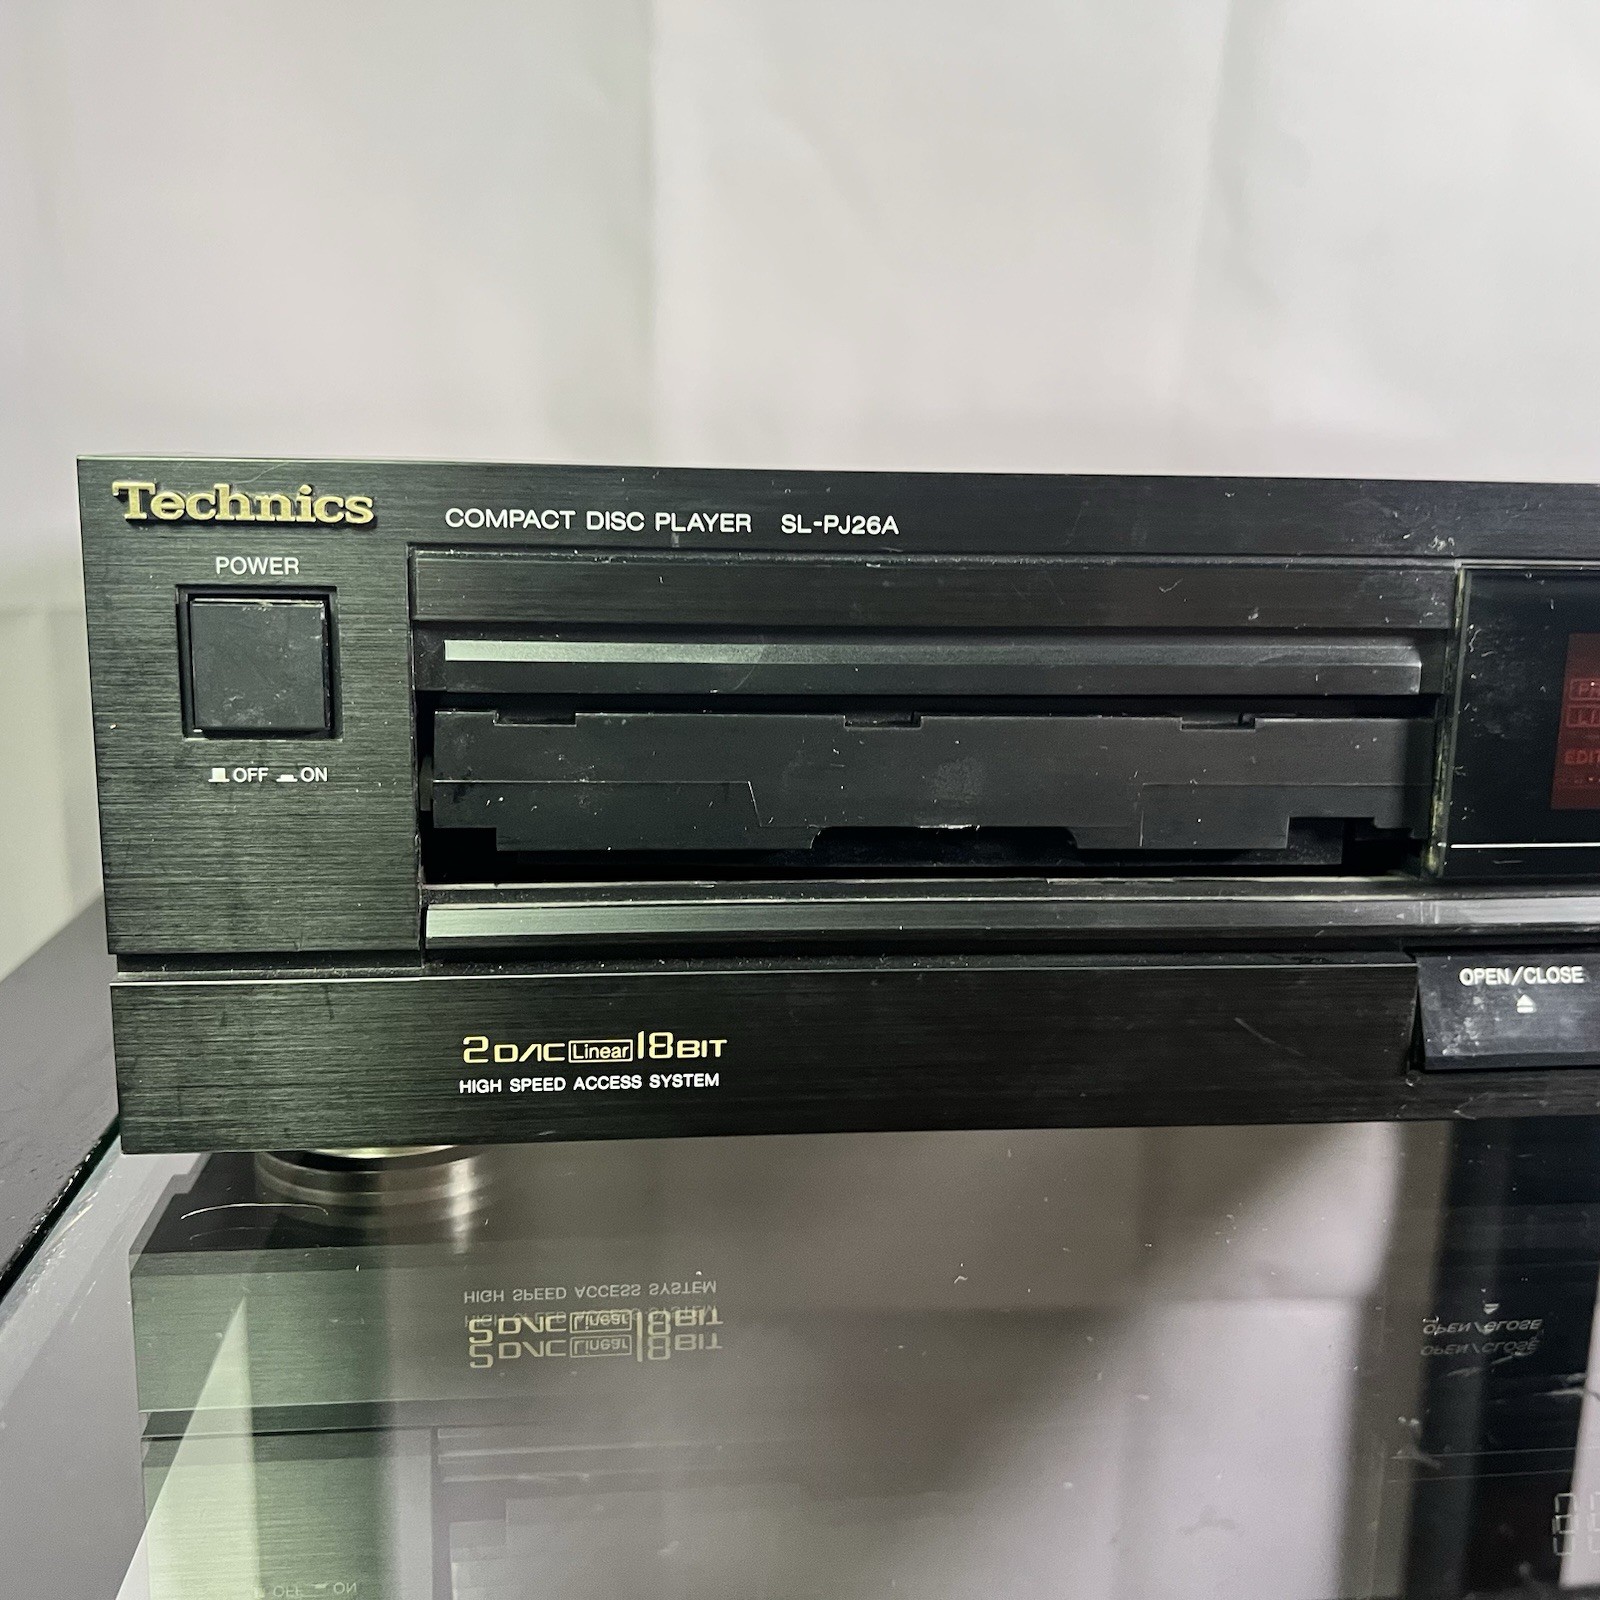 Technics
COMPACT DISC PLAYER SL-PJ26A
POWER
OFF ON
OPEN/CLOSE
2 DAC Linear 18 BIT
HIGH SPEED ACCESS SYSTEM